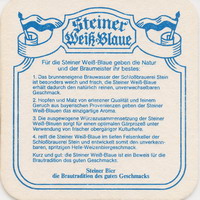 Steiner
Weiß-Blaue
Für die Steiner Weiß-Blaue geben die Natur
und der Braumeister ihr bestes:
1. Das brunneneigene Brauwasser der Schloßbrauerei Stein
ist besonders weich und frisch, die Steiner Weiß-Blaue
erhält dadurch den natürlich reinen, unverwechselbaren
Geschmack.
2. Hopfen und Malz von erlesener Qualität und feinem
Geruch aus bayerischen Provinzen geben der Steiner
Weiß-Blauen das einzigartige Aroma.
3. Die ausgewogene Würzezusammensetzung der Steiner
Weiß-Blauen sorgt für einen optimalen Gärprozeß unter
Verwendung von frischer obergäriger Kulturhefe.
4. reift die Steiner Weiß-Blaue im tiefen Felsenkeller der
Schloßbrauerei Stein und entwickelt somit den unnachahm-
baren, spritzigen Hefe-Weizenbiergeschmack.
Kurz und gut: die Steiner Weiß-Blaue ist ein Beweis für die
Brautradition des guten Geschmacks
Steiner Bier
die Brautradition des guten Geschmacks